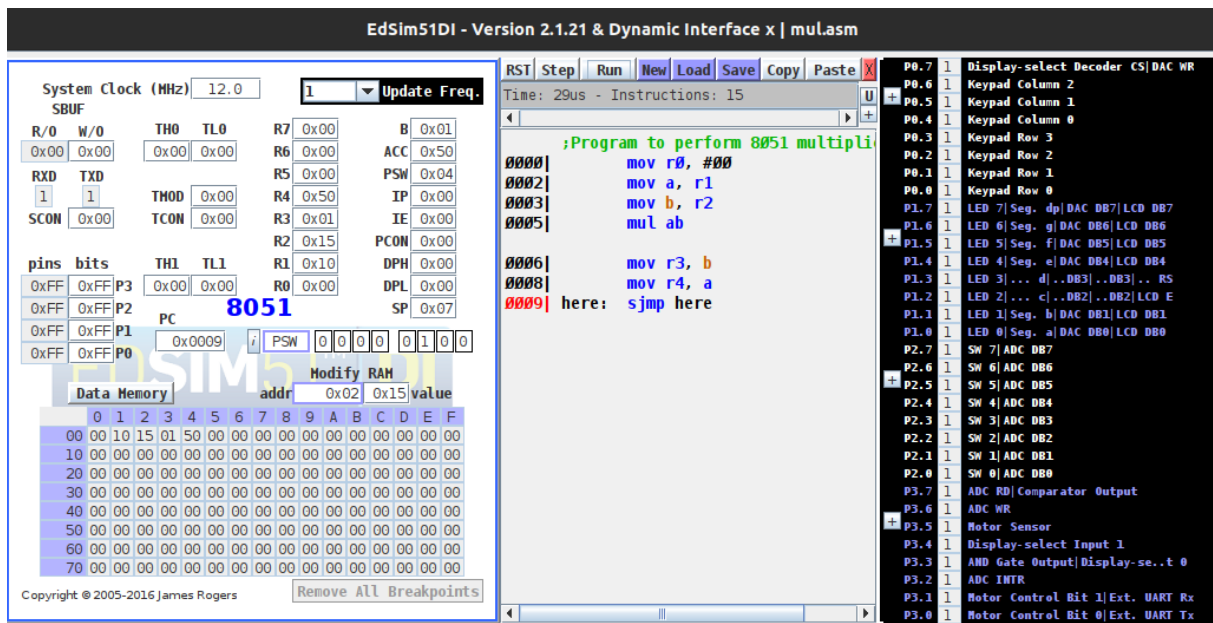 EdSim51DI - Version 2.1.21 & Dynamic Interface x | mul.asm
System Clock (MHz) 12.0 1 Update Freq.
SBUF
R/O W/O TH0 TL0 R7 0x00 B 0x01
0x00 0x00 0x00 0x00 R6 0x00 ACC 0x50
RXD TXD R5 0x00 PSW 0x04
1 1 TMOD 0x00 R4 0x50 IP 0x00
SCON 0x00 TCON 0x00 R3 0x01 IE 0x00
R2 0x15 PCON 0x00
pins bits TH1 TL1 R1 0x10 DPH 0x00
0xFF 0xFF P3 0x00 0x00 R0 0x00 DPL 0x00
0xFF 0xFF P2 PC 8051 SP 0x07
0xFF 0xFF P1 0x0009 i PSW 0 0 0 0 0 1 0 0
0xFF 0xFF P0
EDSIM51DI
TM
Modify RAM
Data Memory addr 0x02 0x15 value
0 1 2 3 4 5 6 7 8 9 A B C D E F
00 00 10 15 01 50 00 00 00 00 00 00 00 00 00 00 00
10 00 00 00 00 00 00 00 00 00 00 00 00 00 00 00 00
20 00 00 00 00 00 00 00 00 00 00 00 00 00 00 00 00
30 00 00 00 00 00 00 00 00 00 00 00 00 00 00 00 00
40 00 00 00 00 00 00 00 00 00 00 00 00 00 00 00 00
50 00 00 00 00 00 00 00 00 00 00 00 00 00 00 00 00
60 00 00 00 00 00 00 00 00 00 00 00 00 00 00 00 00
70 00 00 00 00 00 00 00 00 00 00 00 00 00 00 00 00
Copyright © 2005-2016 James Rogers Remove All Breakpoints
RST Step Run New Load Save Copy Paste X
Time: 29us - Instructions: 15 U
+
;Program to perform 8051 multipli
0000| mov r0, #00
0002| mov a, r1
0003| mov b, r2
0005| mul ab
0006| mov r3, b
0008| mov r4, a
0009| here: sjmp here
P0.7 1 Display-select Decoder CS|DAC WR
P0.6 1 Keypad Column 2
+ P0.5 1 Keypad Column 1
P0.4 1 Keypad Column 0
P0.3 1 Keypad Row 3
P0.2 1 Keypad Row 2
P0.1 1 Keypad Row 1
P0.0 1 Keypad Row 0
P1.7 1 LED 7|Seg. dp|DAC DB7|LCD DB7
P1.6 1 LED 6|Seg. g|DAC DB6|LCD DB6
+ P1.5 1 LED 5|Seg. f|DAC DB5|LCD DB5
P1.4 1 LED 4|Seg. e|DAC DB4|LCD DB4
P1.3 1 LED 3|... d|..DB3|..DB3|.. RS
P1.2 1 LED 2|... c|..DB2|..DB2|LCD E
P1.1 1 LED 1|Seg. b|DAC DB1|LCD DB1
P1.0 1 LED 0|Seg. a|DAC DB0|LCD DB0
P2.7 1 SW 7|ADC DB7
P2.6 1 SW 6|ADC DB6
+ P2.5 1 SW 5|ADC DB5
P2.4 1 SW 4|ADC DB4
P2.3 1 SW 3|ADC DB3
P2.2 1 SW 2|ADC DB2
P2.1 1 SW 1|ADC DB1
P2.0 1 SW 0|ADC DB0
P3.7 1 ADC RD|Comparator Output
P3.6 1 ADC WR
+ P3.5 1 Motor Sensor
P3.4 1 Display-select Input 1
P3.3 1 AND Gate Output|Display-se..t 0
P3.2 1 ADC INTR
P3.1 1 Motor Control Bit 1|Ext. UART Rx
P3.0 1 Motor Control Bit 0|Ext. UART Tx